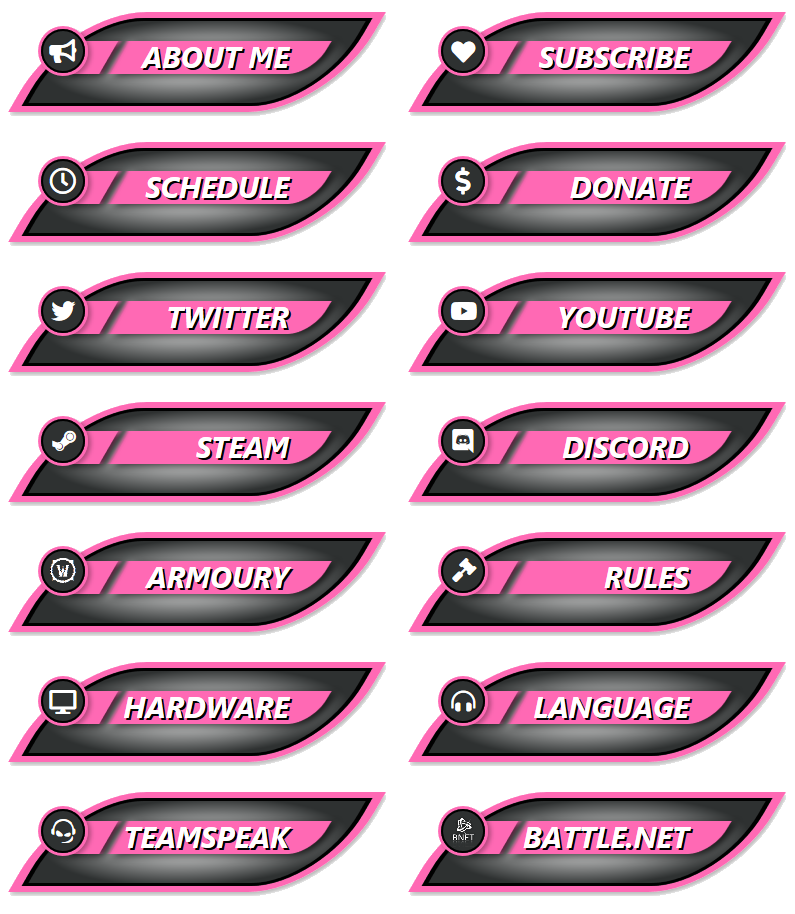 ABOUT ME
SUBSCRIBE
SCHEDULE
DONATE
TWITTER
YOUTUBE
STEAM
DISCORD
W
ARMOURY
RULES
HARDWARE
LANGUAGE
TEAMSPEAK
BNET
BATTLE.NET